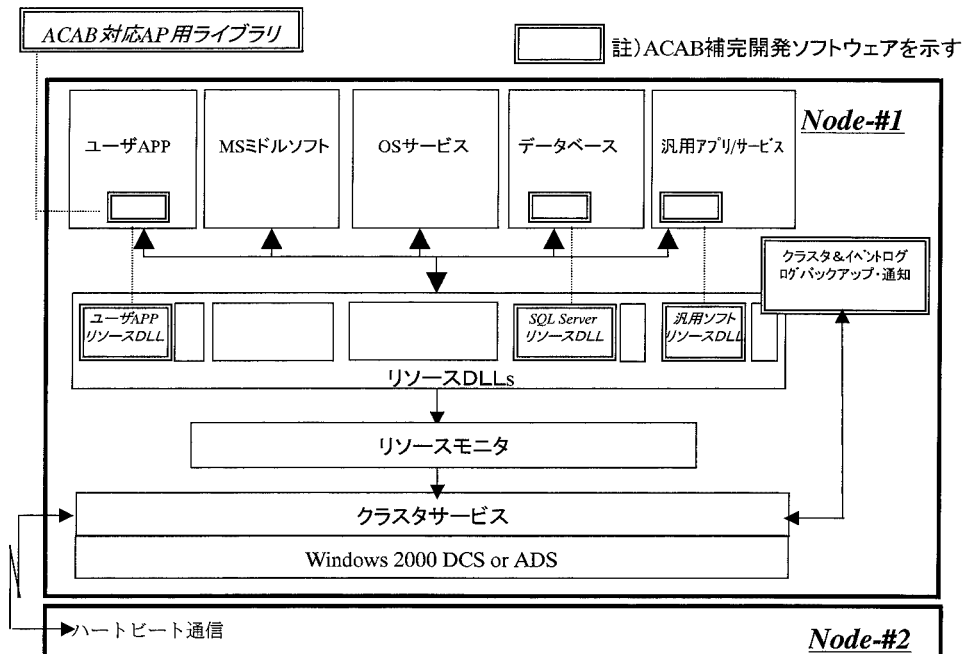 ACAB対応AP用ライブラリ
註)ACAB補完開発ソフトウェアを示す
Node-#1
ユーザAPP
MSミドルソフト
OSサービス
データベース
汎用アプリ/サービス
クラスタ&イベントログ
ログバックアップ・通知
ユーザAPP
リソースDLL
SQL Server
リソースDLL
汎用ソフト
リソースDLL
リソースDLLs
リソースモニタ
クラスタサービス
Windows 2000 DCS or ADS
ハートビート通信
Node-#2